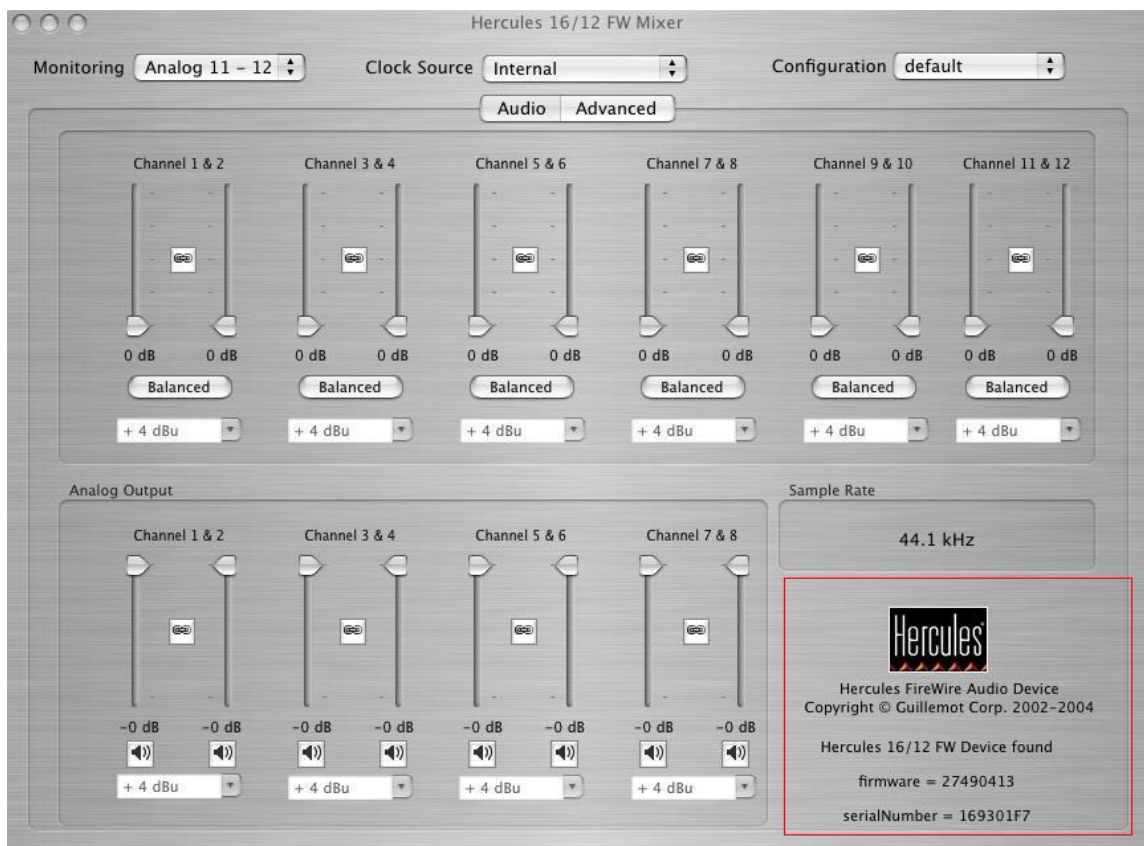 Hercules 16/12 FW Mixer
Monitoring Analog 11 - 12 Clock Source Internal Configuration default
Audio Advanced
Channel 1 & 2 Channel 3 & 4 Channel 5 & 6 Channel 7 & 8 Channel 9 & 10 Channel 11 & 12
0 dB 0 dB 0 dB 0 dB 0 dB 0 dB 0 dB 0 dB 0 dB 0 dB 0 dB 0 dB
Balanced Balanced Balanced Balanced Balanced Balanced
+ 4 dBu + 4 dBu + 4 dBu + 4 dBu + 4 dBu + 4 dBu
Analog Output
Channel 1 & 2 Channel 3 & 4 Channel 5 & 6 Channel 7 & 8
-0 dB -0 dB -0 dB -0 dB -0 dB -0 dB -0 dB -0 dB
+ 4 dBu + 4 dBu + 4 dBu + 4 dBu
Sample Rate
44.1 kHz
Hercules®
Hercules FireWire Audio Device
Copyright © Guillemot Corp. 2002-2004
Hercules 16/12 FW Device found
firmware = 27490413
serialNumber = 169301F7